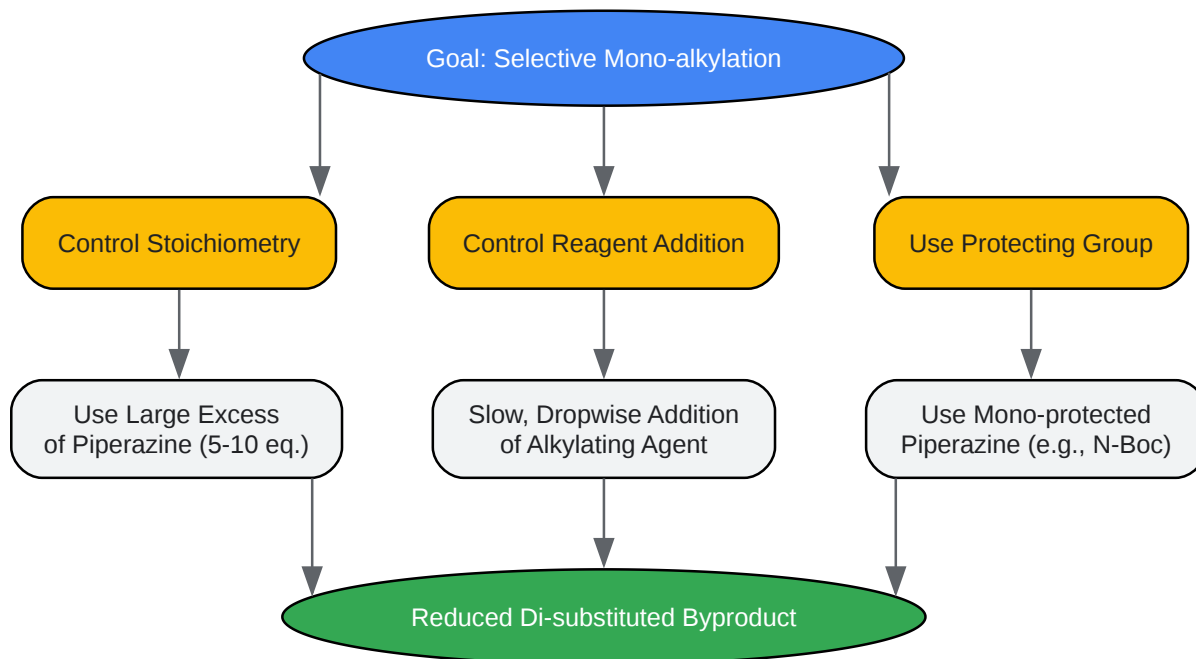 Goal: Selective Mono-alkylation
Control Stoichiometry
Control Reagent Addition
Use Protecting Group
Use Large Excess
of Piperazine (5-10 eq.)
Slow, Dropwise Addition
of Alkylating Agent
Use Mono-protected
Piperazine (e.g., N-Boc)
Reduced Di-substituted Byproduct